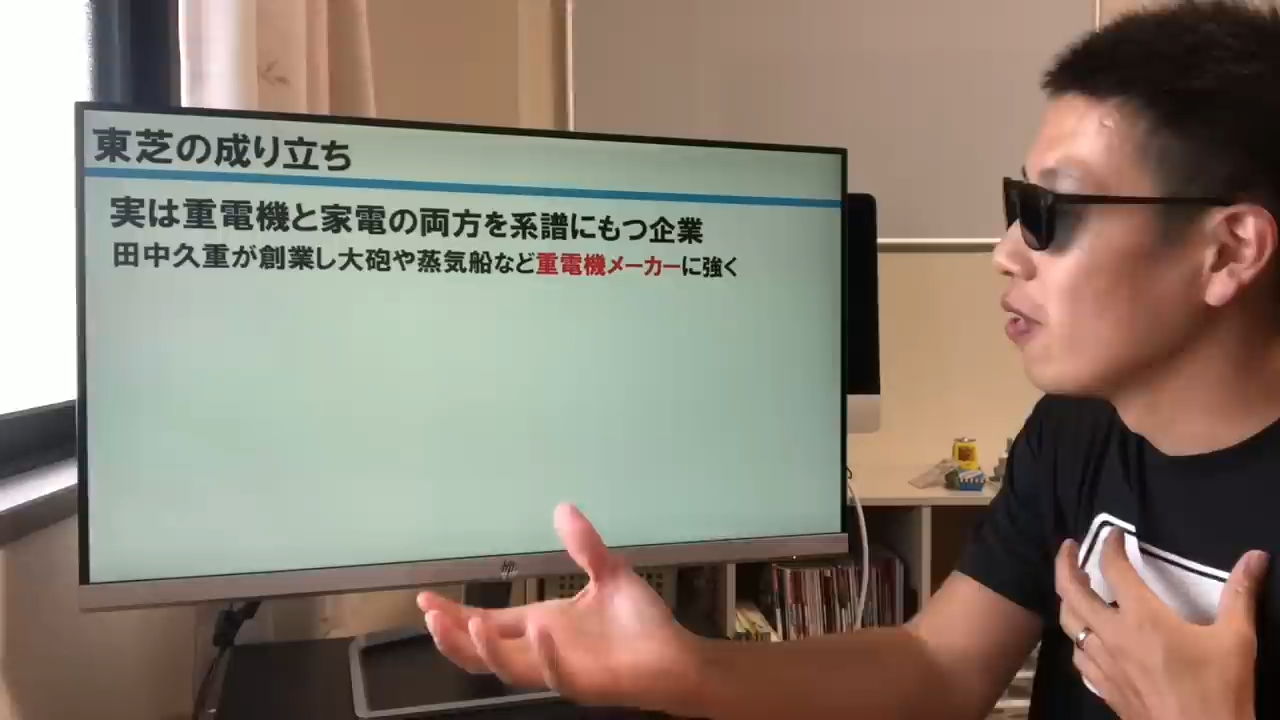 東芝の成り立ち
実は重電機と家電の両方を系譜にもつ企業
田中久重が創業し大砲や蒸気船など重電機メーカーに強く
hp